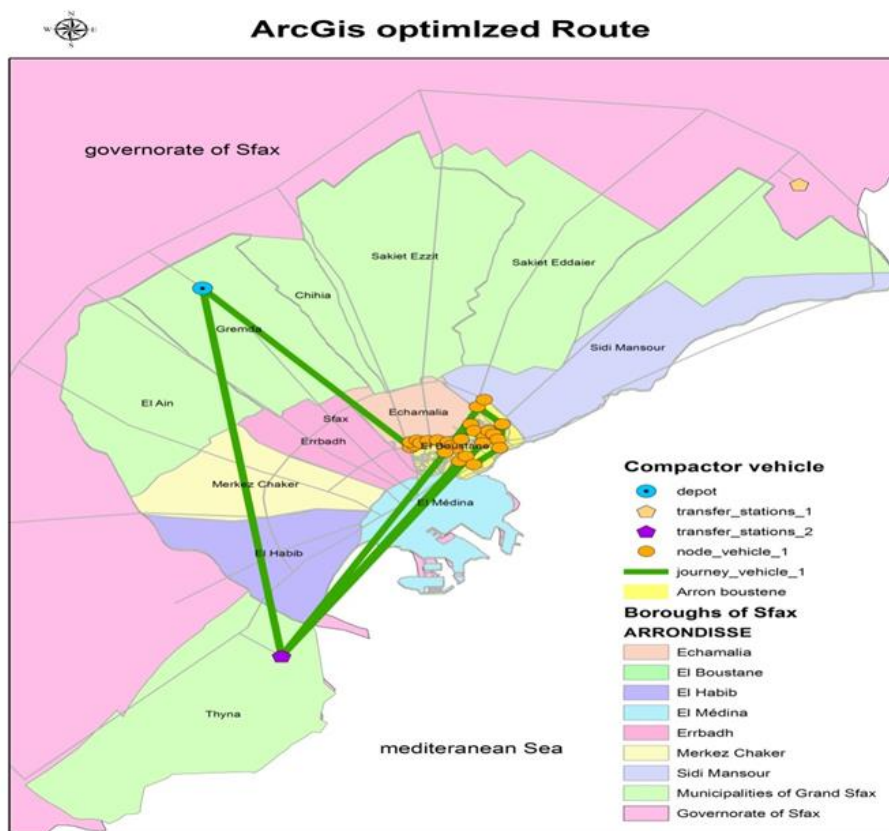 ArcGis optimIzed Route
N
W E
S
governorate of Sfax
Sakiet Ezzit
Sakiet Eddaier
Chihia
Gremda
Sidi Mansour
El Ain
Echamalia
Sfax
Errbadh
El Boustane
Merkez Chaker
El Médina
El Habib
Thyna
mediteranean Sea
Compactor vehicle
depot
transfer_stations_1
transfer_stations_2
node_vehicle_1
journey_vehicle_1
Arron boustene
Boroughs of Sfax
ARRONDISSE
Echamalia
El Boustane
El Habib
El Médina
Errbadh
Merkez Chaker
Sidi Mansour
Municipalities of Grand Sfax
Governorate of Sfax